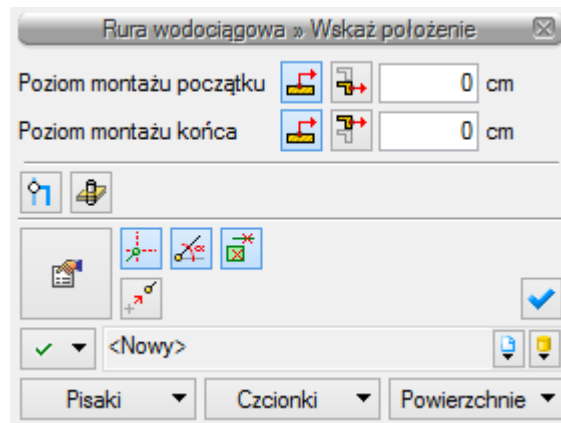 Rura wodociągowa » Wskaż położenie
Poziom montażu początku 0 cm
Poziom montażu końca 0 cm
<Nowy>
Pisaki Czcionki Powierzchnie